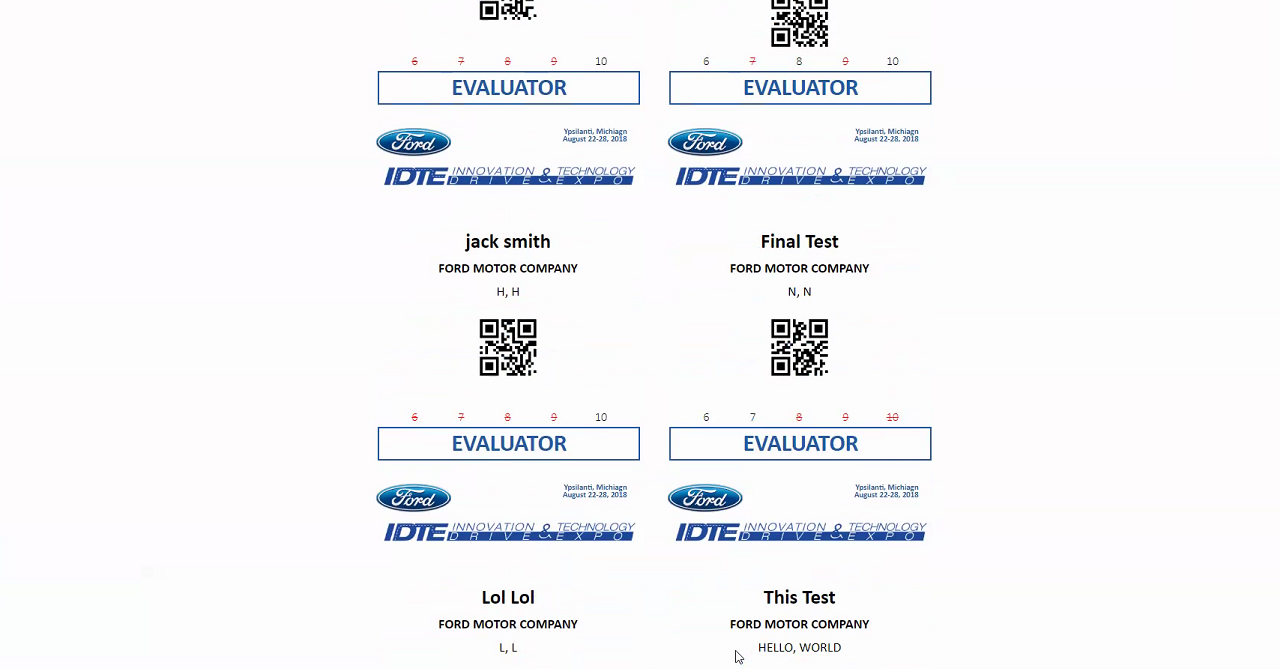 6 7 8 9 10
EVALUATOR
6 7 8 9 10
EVALUATOR
Ford
Ypsilanti, Michiagn
August 22-28, 2018
IDTE INNOVATION & TECHNOLOGY
DRIVE & EXPO
jack smith
FORD MOTOR COMPANY
H, H
Ford
Ypsilanti, Michiagn
August 22-28, 2018
IDTE INNOVATION & TECHNOLOGY
DRIVE & EXPO
Final Test
FORD MOTOR COMPANY
N, N
6 7 8 9 10
EVALUATOR
6 7 8 9 10
EVALUATOR
Ford
Ypsilanti, Michiagn
August 22-28, 2018
IDTE INNOVATION & TECHNOLOGY
DRIVE & EXPO
Lol Lol
FORD MOTOR COMPANY
L, L
Ford
Ypsilanti, Michiagn
August 22-28, 2018
IDTE INNOVATION & TECHNOLOGY
DRIVE & EXPO
This Test
FORD MOTOR COMPANY
HELLO, WORLD